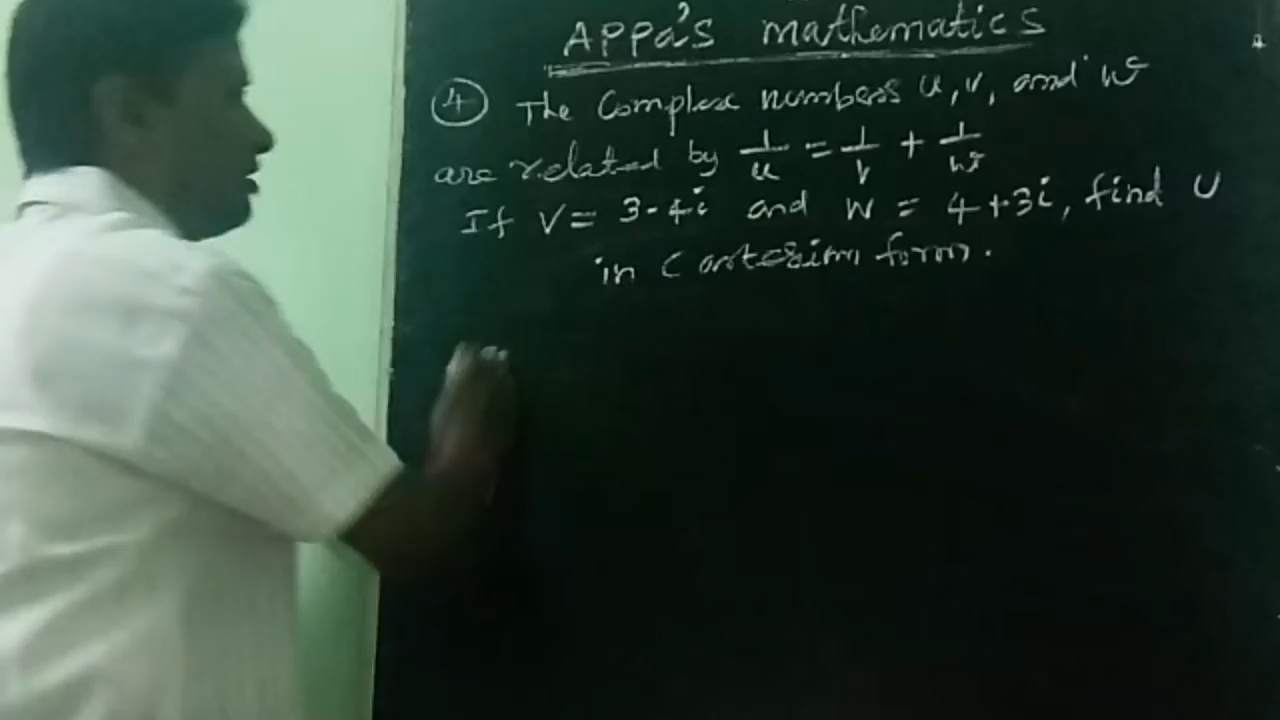 APPa's mathematics
④ The Complex numbers u, v, and w
are related by 1/u = 1/v + 1/w
If V = 3-4i and W = 4+3i, find U
in Cartesian form.